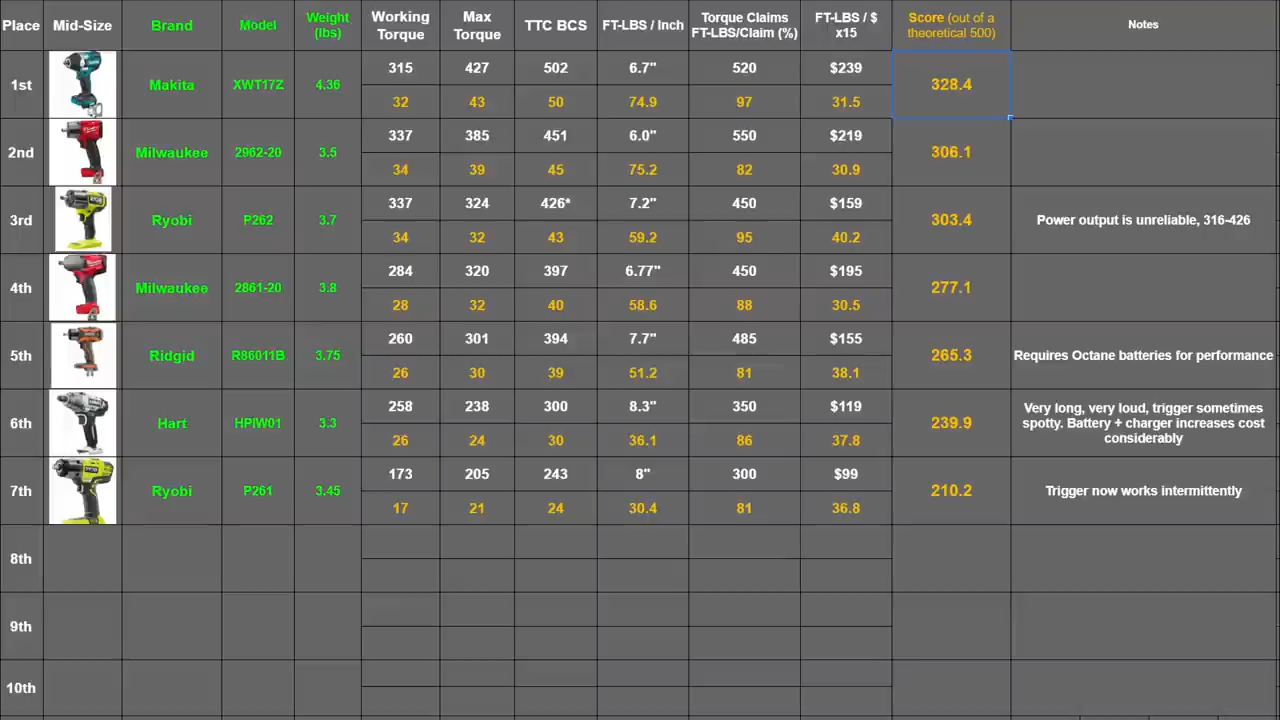 Place Mid-Size Brand Model Weight (lbs) Working Torque Max Torque TTC BCS FT-LBS / Inch Torque Claims FT-LBS/Claim (%) FT-LBS / $ x15 Score (out of a theoretical 500) Notes
1st Makita XWT17Z 4.36 315 427 502 6.7" 520 $239 328.4
32 43 50 74.9 97 31.5
2nd Milwaukee 2962-20 3.5 337 385 451 6.0" 550 $219 306.1
34 39 45 75.2 82 30.9
3rd Ryobi P262 3.7 337 324 426* 7.2" 450 $159 303.4 Power output is unreliable, 316-426
34 32 43 59.2 95 40.2
4th Milwaukee 2861-20 3.8 284 320 397 6.77" 450 $195 277.1
28 32 40 58.6 88 30.5
5th Ridgid R86011B 3.75 260 301 394 7.7" 485 $155 265.3 Requires Octane batteries for performance
26 30 39 51.2 81 38.1
6th Hart HPIW01 3.3 258 238 300 8.3" 350 $119 239.9 Very long, very loud, trigger sometimes spotty. Battery + charger increases cost considerably
26 24 30 36.1 86 37.8
7th Ryobi P261 3.45 173 205 243 8" 300 $99 210.2 Trigger now works intermittently
17 21 24 30.4 81 36.8
8th
9th
10th